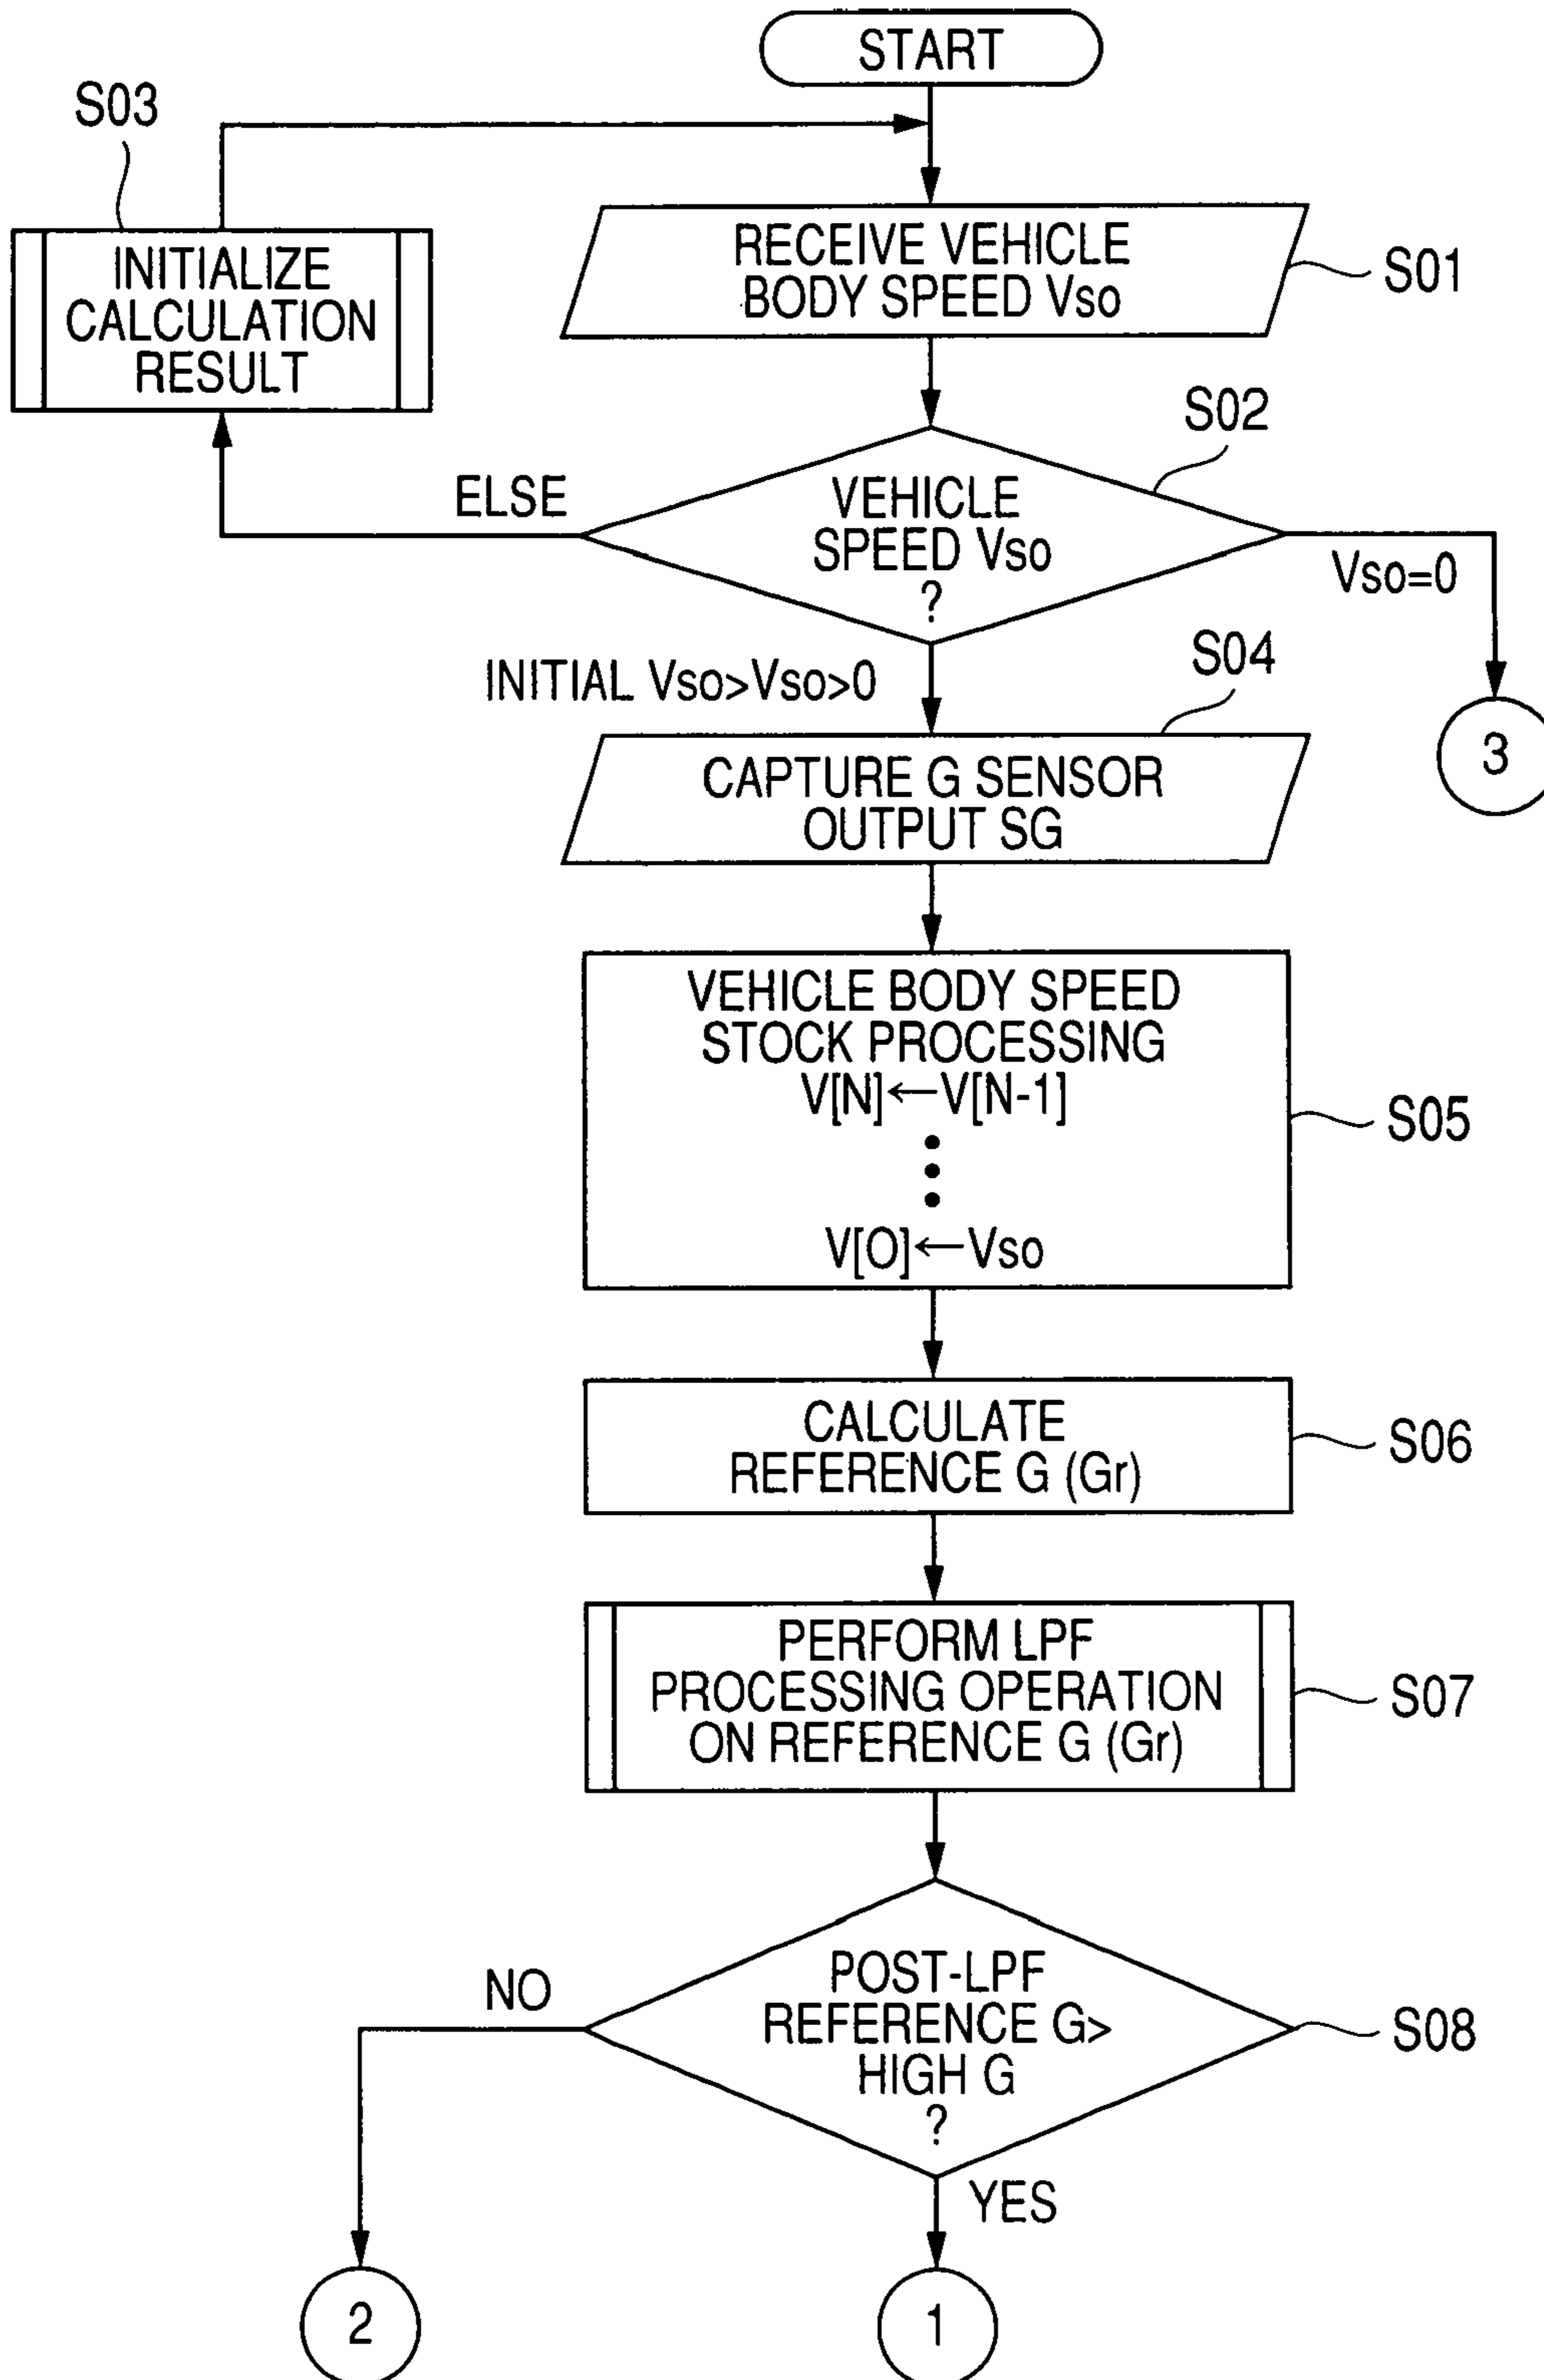 START
S03
INITIALIZE
CALCULATION
RESULT
RECEIVE VEHICLE
BODY SPEED Vso
S01
S02
ELSE
VEHICLE
SPEED Vso
?
Vso=0
INITIAL Vso>Vso>0
S04
3
CAPTURE G SENSOR
OUTPUT SG
VEHICLE BODY SPEED
STOCK PROCESSING
V[N]←V[N-1]
V[O]←Vso
S05
CALCULATE
REFERENCE G (Gr)
S06
PERFORM LPF
PROCESSING OPERATION
ON REFERENCE G (Gr)
S07
NO
POST-LPF
REFERENCE G>
HIGH G
?
S08
YES
2
1